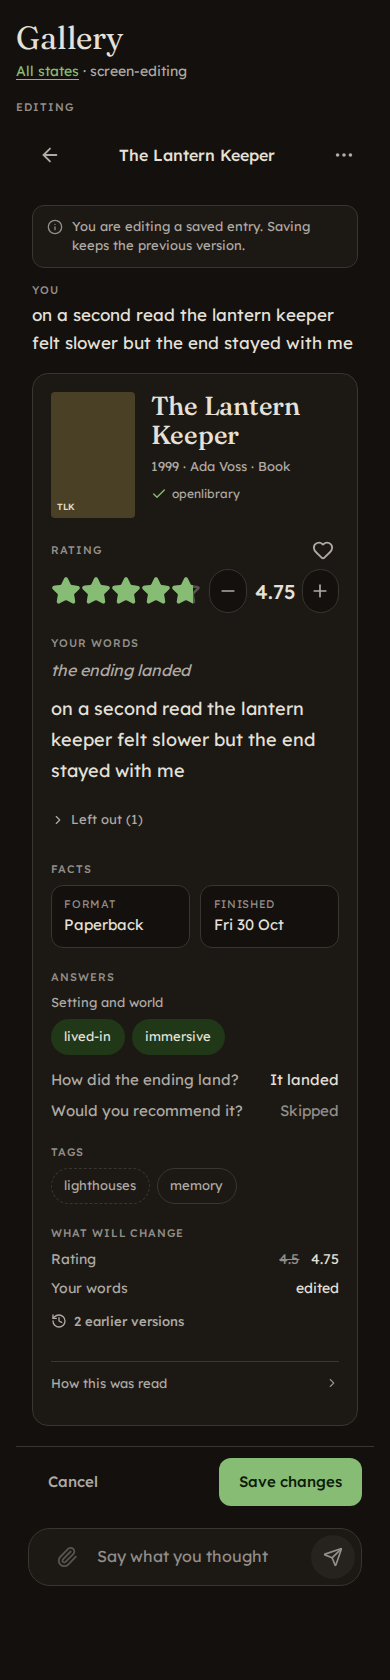 Gallery
All states · screen-editing
EDITING
The Lantern Keeper
You are editing a saved entry. Saving
keeps the previous version.
YOU
on a second read the lantern keeper
felt slower but the end stayed with me
TLK
The Lantern
Keeper
1999 · Ada Voss · Book
openlibrary
RATING
4.75
YOUR WORDS
the ending landed
on a second read the lantern
keeper felt slower but the end
stayed with me
Left out (1)
FACTS
FORMAT
Paperback
FINISHED
Fri 30 Oct
ANSWERS
Setting and world
lived-in
immersive
How did the ending land? It landed
Would you recommend it? Skipped
TAGS
lighthouses
memory
WHAT WILL CHANGE
Rating 4.5 4.75
Your words edited
2 earlier versions
How this was read
Cancel
Save changes
Say what you thought